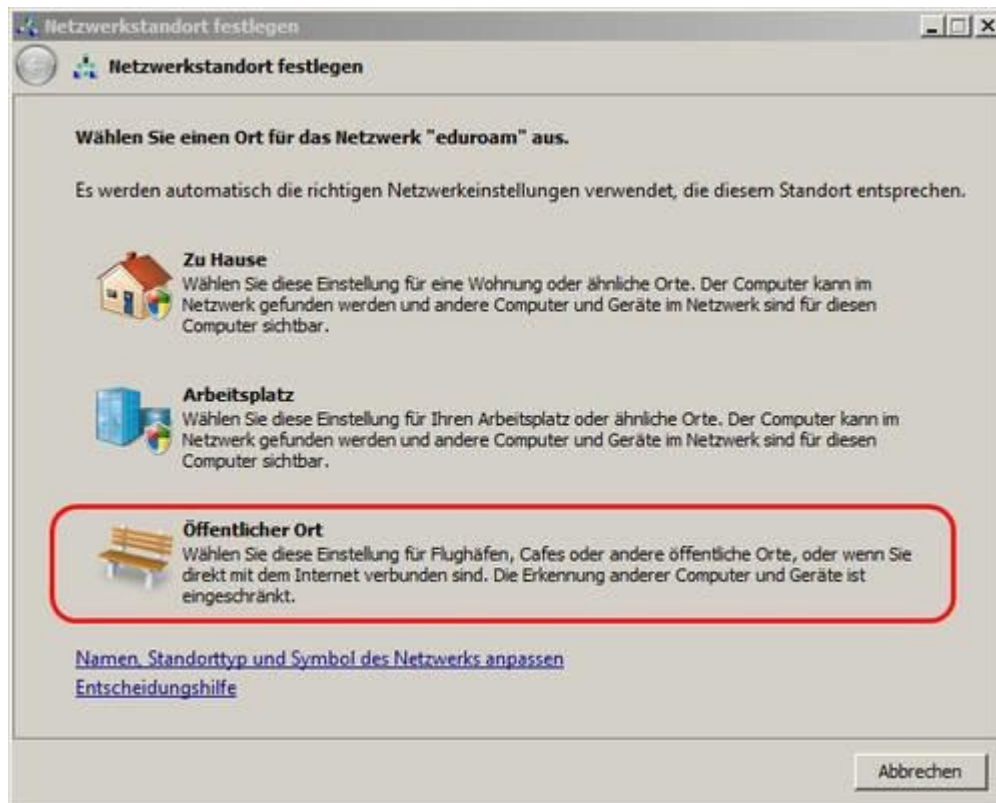 Netzwerkstandort festlegen
Netzwerkstandort festlegen
Wählen Sie einen Ort für das Netzwerk "eduroam" aus.
Es werden automatisch die richtigen Netzwerkeinstellungen verwendet, die diesem Standort entsprechen.
Zu Hause
Wählen Sie diese Einstellung für eine Wohnung oder ähnliche Orte. Der Computer kann im
Netzwerk gefunden werden und andere Computer und Geräte im Netzwerk sind für diesen
Computer sichtbar.
Arbeitsplatz
Wählen Sie diese Einstellung für Ihren Arbeitsplatz oder ähnliche Orte. Der Computer kann im
Netzwerk gefunden werden und andere Computer und Geräte im Netzwerk sind für diesen
Computer sichtbar.
Öffentlicher Ort
Wählen Sie diese Einstellung für Flughäfen, Cafes oder andere öffentliche Orte, oder wenn Sie
direkt mit dem Internet verbunden sind. Die Erkennung anderer Computer und Geräte ist
eingeschränkt.
Namen, Standorttyp und Symbol des Netzwerks anpassen
Entscheidungshilfe
Abbrechen